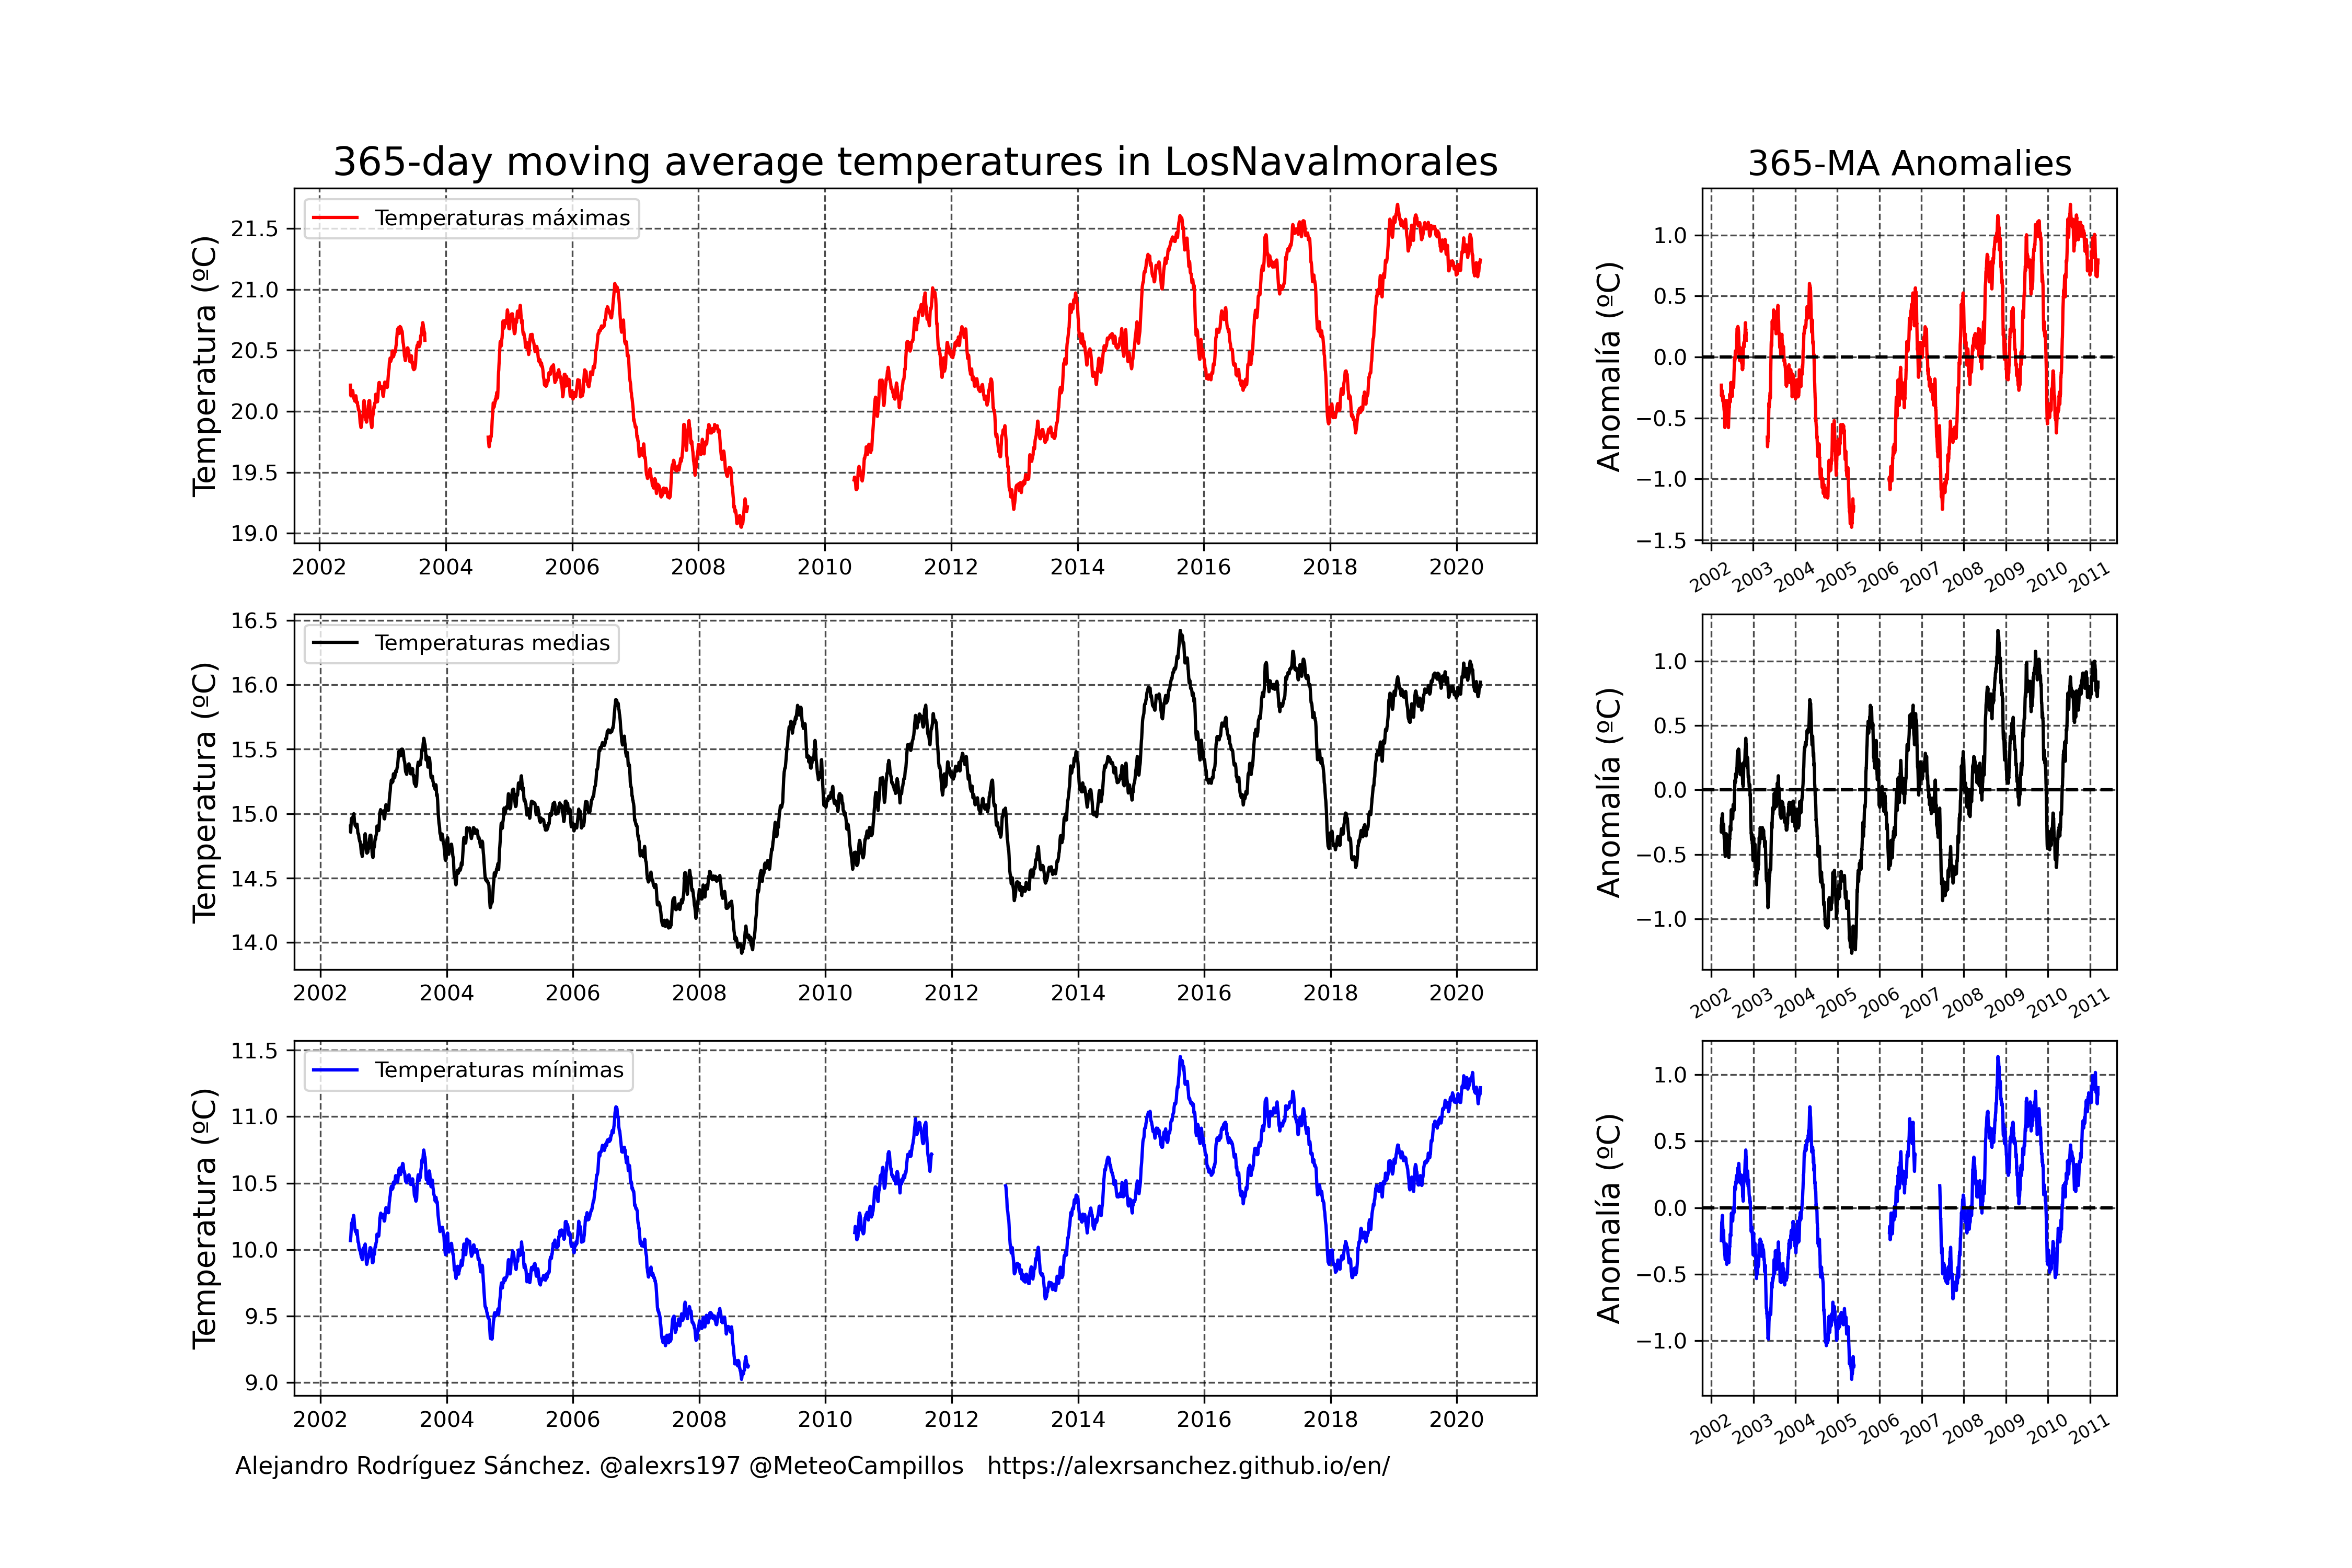 365-day moving average temperatures in LosNavalmorales
365-MA Anomalies
Temperaturas máximas
Temperatura (ºC)
21.5
21.0
20.5
20.0
19.5
19.0
2002 2004 2006 2008 2010 2012 2014 2016 2018 2020
Anomalía (ºC)
1.0
0.5
0.0
−0.5
−1.0
−1.5
2002 2003 2004 2005 2006 2007 2008 2009 2010 2011
Temperaturas medias
Temperatura (ºC)
16.5
16.0
15.5
15.0
14.5
14.0
2002 2004 2006 2008 2010 2012 2014 2016 2018 2020
Anomalía (ºC)
1.0
0.5
0.0
−0.5
−1.0
2002 2003 2004 2005 2006 2007 2008 2009 2010 2011
Temperaturas mínimas
Temperatura (ºC)
11.5
11.0
10.5
10.0
9.5
9.0
2002 2004 2006 2008 2010 2012 2014 2016 2018 2020
Anomalía (ºC)
1.0
0.5
0.0
−0.5
−1.0
2002 2003 2004 2005 2006 2007 2008 2009 2010 2011
Alejandro Rodríguez Sánchez. @alexrs197 @MeteoCampillos https://alexrsanchez.github.io/en/